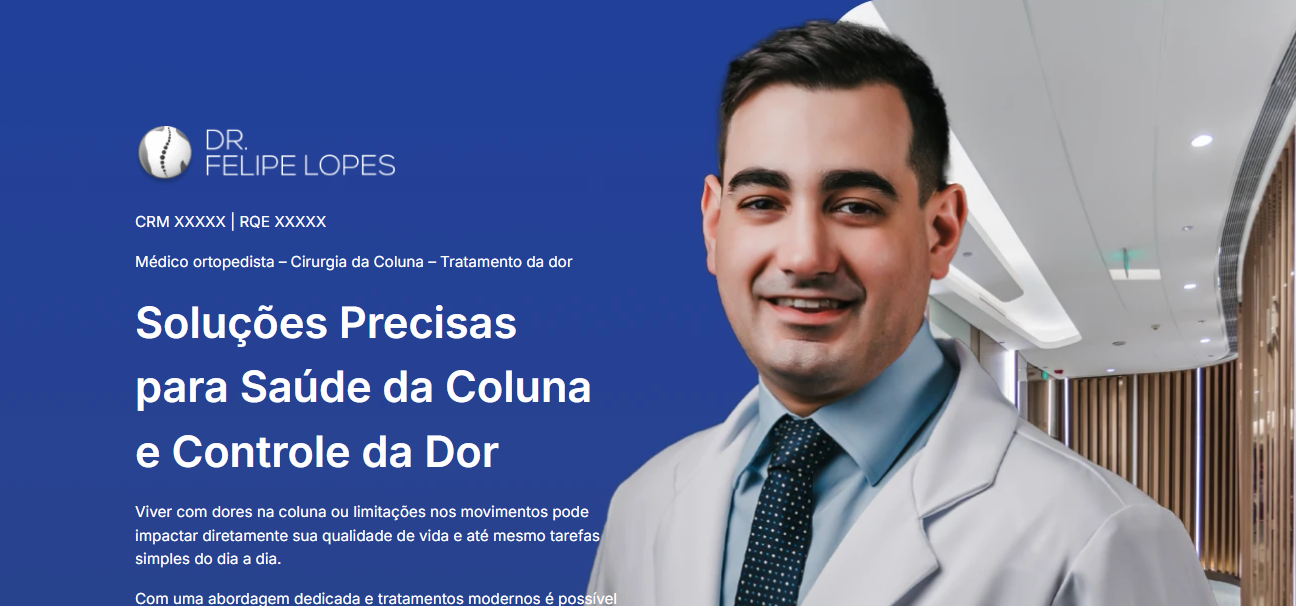 DR.
FELIPE LOPES
CRM XXXXX | RQE XXXXX
Médico ortopedista – Cirurgia da Coluna – Tratamento da dor
Soluções Precisas
para Saúde da Coluna
e Controle da Dor
Viver com dores na coluna ou limitações nos movimentos pode
impactar diretamente sua qualidade de vida e até mesmo tarefas
simples do dia a dia.
Com uma abordagem dedicada e tratamentos modernos é possível